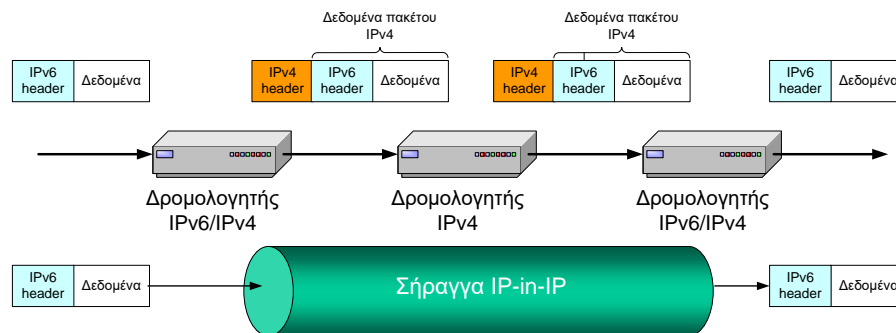 Δεδομένα πακέτου
IPv4
Δεδομένα πακέτου
IPv4
IPv6
header
Δεδομένα
IPv4
header
IPv6
header
Δεδομένα
IPv4
header
IPv6
header
Δεδομένα
IPv6
header
Δεδομένα
Δρομολογητής
IPv6/IPv4
Δρομολογητής
IPv4
Δρομολογητής
IPv6/IPv4
IPv6
header
Δεδομένα
Σήραγγα IP-in-IP
IPv6
header
Δεδομένα